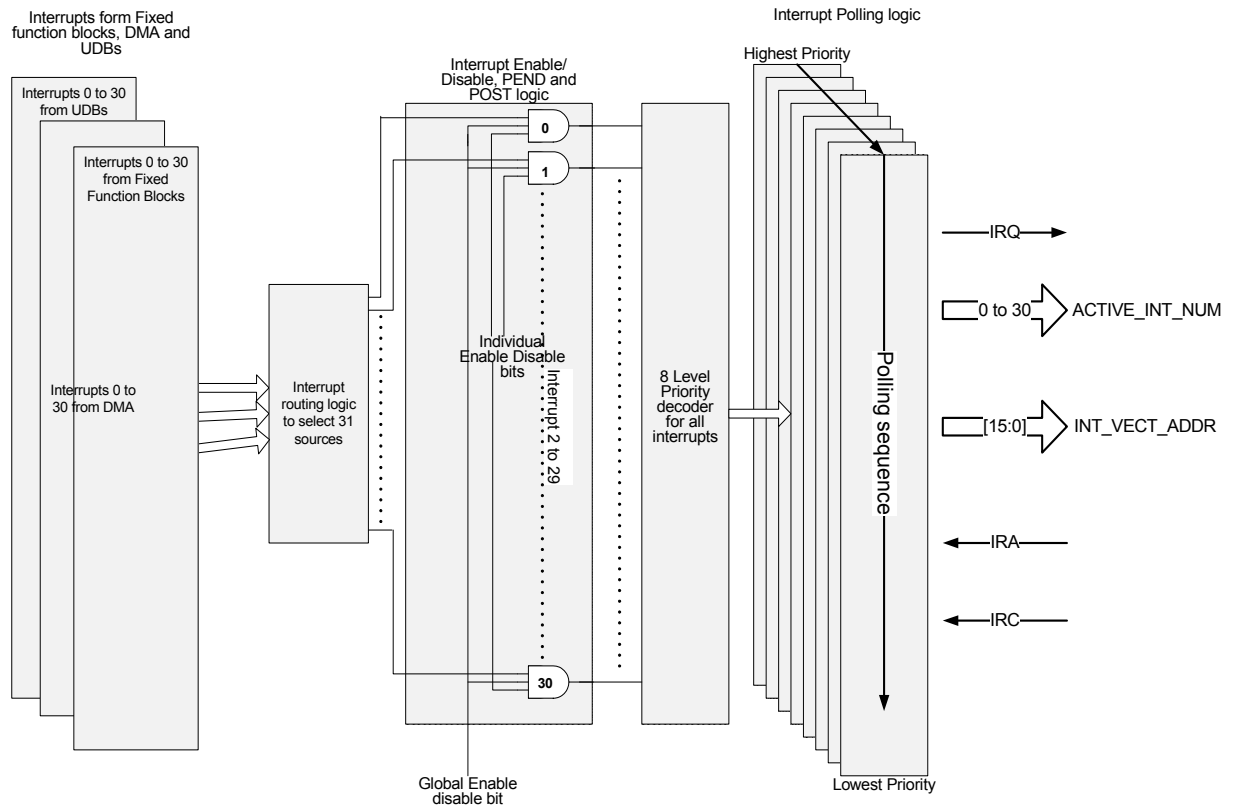 Interrupts form Fixed
function blocks, DMA and
UDBs
Interrupts 0 to 30
from UDBs
Interrupts 0 to 30
from Fixed
Function Blocks
Interrupts 0 to
30 from DMA
Interrupt
routing logic
to select 31
sources
Interrupt Enable/
Disable, PEND and
POST logic
0
1
Individual
Enable Disable
bits
Interrupt 2 to 29
30
Global Enable
disable bit
8 Level
Priority
decoder
for all
interrupts
Interrupt Polling logic
Highest Priority
Polling sequence
Lowest Priority
IRQ
0 to 30
ACTIVE_INT_NUM
[15:0]
INT_VECT_ADDR
IRA
IRC